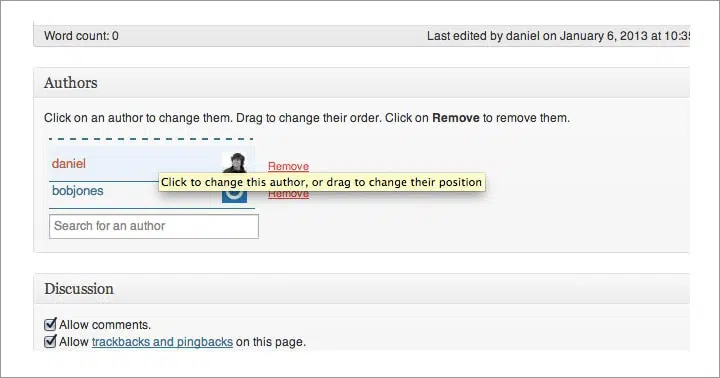 Word count: 0 Last edited by daniel on January 6, 2013 at 10:35
Authors
Click on an author to change them. Drag to change their order. Click on Remove to remove them.
daniel Remove
Click to change this author, or drag to change their position
bobjones Remove
Search for an author
Discussion
Allow comments.
Allow trackbacks and pingbacks on this page.